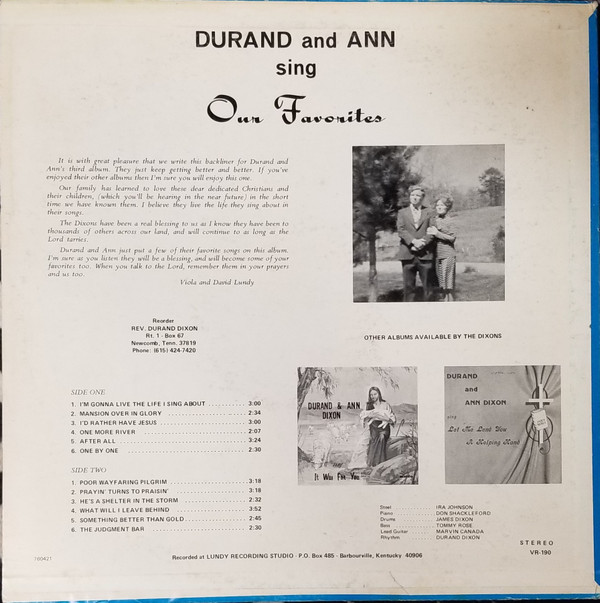 DURAND and ANN
sing
Our Favorites
It is with great pleasure that we write this backliner for Durand and
Ann's third album. They just keep getting better and better. If you've
enjoyed their other albums then I'm sure you will enjoy this one.
Our family has learned to love these dear dedicated Christians and
their children, (which you'll be hearing in the near future) in the short
time we have known them. I believe they live the life they sing about in
their songs.
The Dixons have been a real blessing to us as I know they have been to
thousands of others across our land, and will continue to as long as the
Lord tarries.
Durand and Ann just put a few of their favorite songs on this album.
I'm sure as you listen they will be a blessing, and will become some of your
favorites too. When you talk to the Lord, remember them in your prayers
and us too.
Viola and David Lundy
Reorder
REV. DURAND DIXON
Rt. 1 - Box 67
Newcomb, Tenn. 37819
Phone: (615) 424-7420
OTHER ALBUMS AVAILABLE BY THE DIXONS
SIDE ONE
1. I'M GONNA LIVE THE LIFE I SING ABOUT .......... 3:00
2. MANSION OVER IN GLORY .......... 2:34
3. I'D RATHER HAVE JESUS .......... 3:00
4. ONE MORE RIVER .......... 2:07
5. AFTER ALL .......... 3:24
6. ONE BY ONE .......... 2:30
SIDE TWO
1. POOR WAYFARING PILGRIM .......... 3:18
2. PRAYIN' TURNS TO PRAISIN' .......... 3:18
3. HE'S A SHELTER IN THE STORM .......... 2:32
4. WHAT WILL I LEAVE BEHIND .......... 3:52
5. SOMETHING BETTER THAN GOLD .......... 2:45
6. THE JUDGMENT BAR .......... 2:30
DURAND & ANN
DIXON
sing
It Was For You
DURAND
and
ANN DIXON
sing
Let Me Lend You
A Helping Hand
Steel .......... IRA JOHNSON
Piano .......... DON SHACKLEFORD
Drums .......... JAMES DIXON
Bass .......... TOMMY ROSE
Lead Guitar .......... MARVIN CANADA
Rhythm .......... DURAND DIXON
STEREO
VR-190
180421
Recorded at LUNDY RECORDING STUDIO - P.O. Box 485 - Barbourville, Kentucky 40906